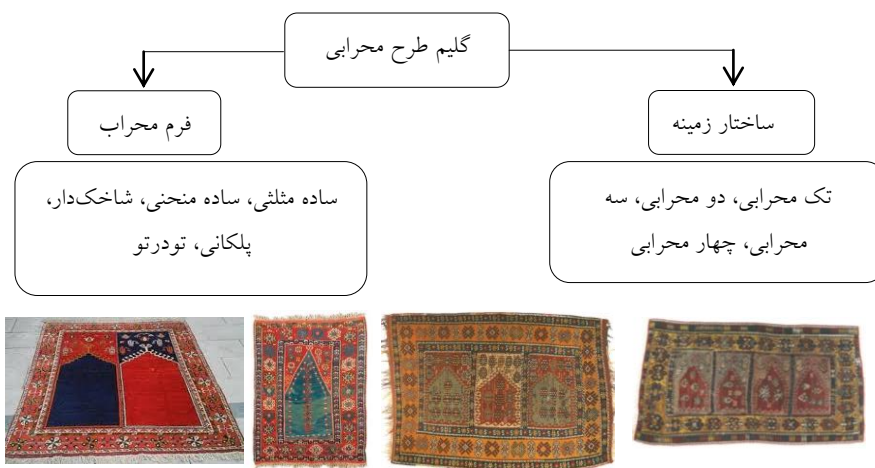 گلیم طرح محرابی
ساختار زمینه
فرم محراب
تک محرابی، دو محرابی، سه
محرابی، چهار محرابی
ساده مثلثی، ساده منحنی، شاخک‌دار،
پلکانی، تودرتو